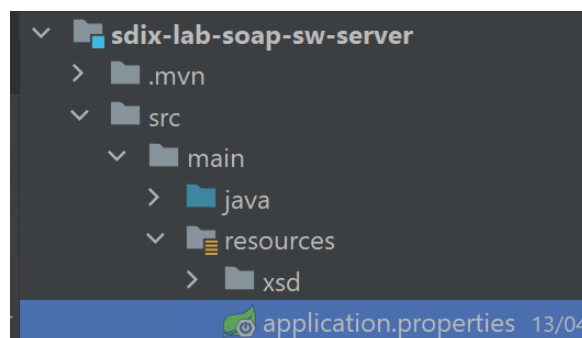 sdix-lab-soap-sw-server
.mvn
src
main
java
resources
xsd
application.properties 13/04